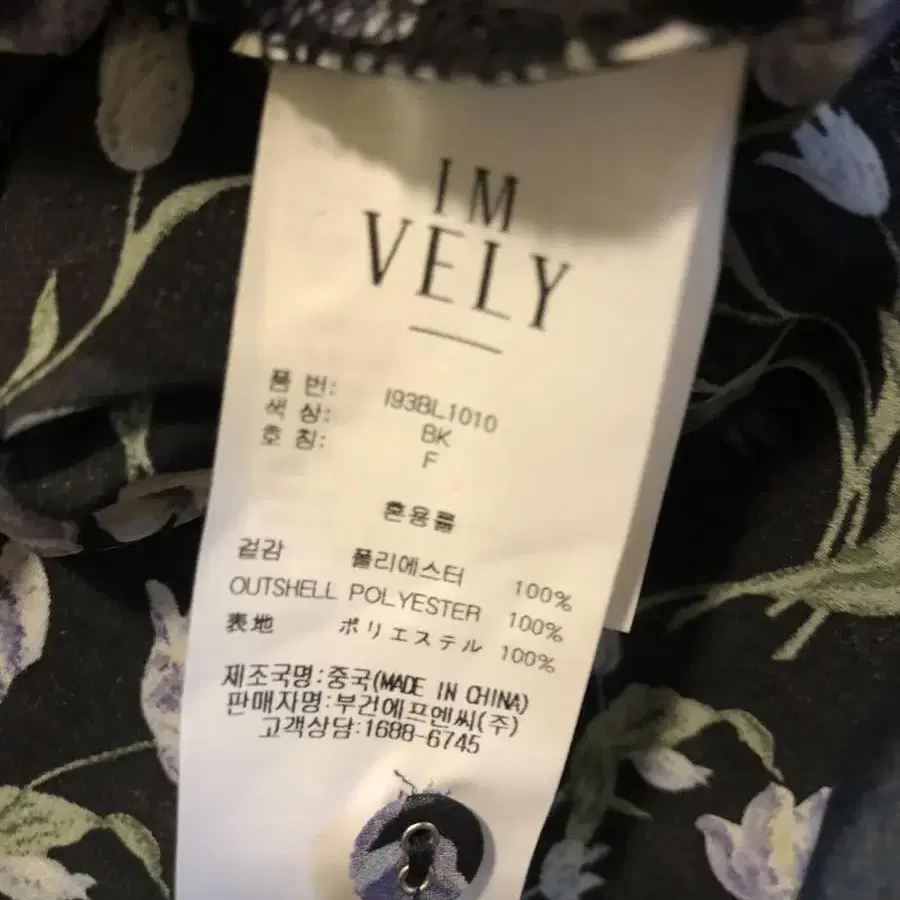 IM
VELY
품 번: I93BL1010
색 상: BK
호 칭: F
혼용률
겉감 폴리에스터 100%
OUTSHELL POLYESTER 100%
表地 ポリエステル 100%
제조국명:중국(MADE IN CHINA)
판매자명:부건에프엔씨(주)
고객상담:1688-6745